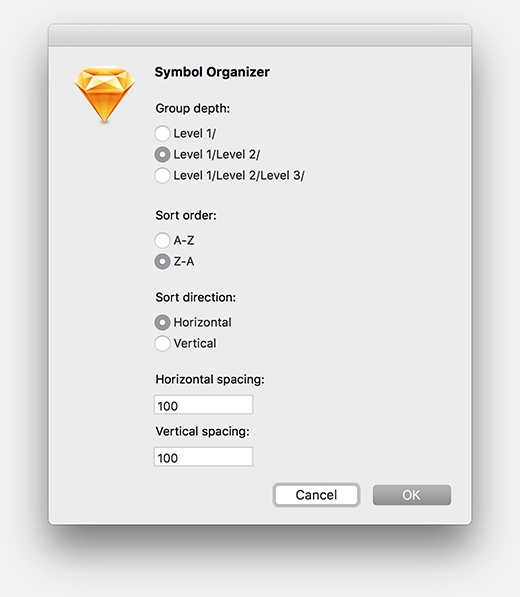 Symbol Organizer
Group depth:
Level 1/
Level 1/Level 2/
Level 1/Level 2/Level 3/
Sort order:
A-Z
Z-A
Sort direction:
Horizontal
Vertical
Horizontal spacing:
100
Vertical spacing:
100
Cancel OK